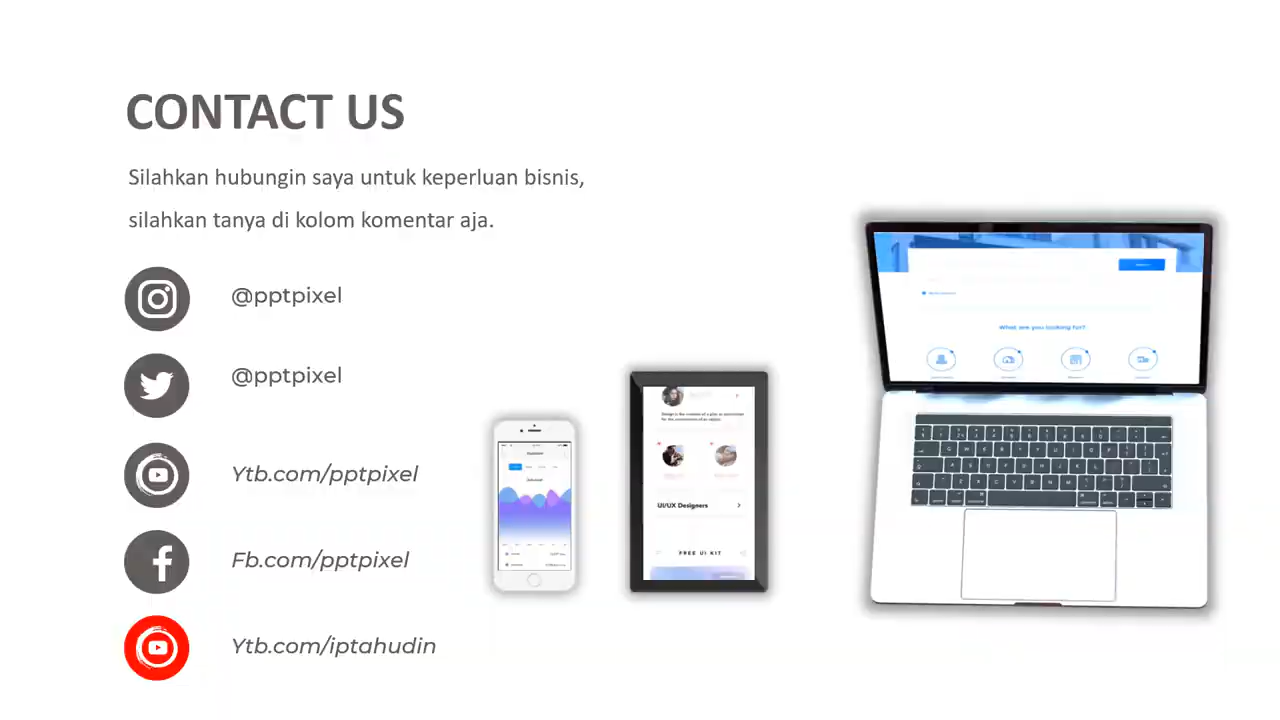 CONTACT US
Silahkan hubungin saya untuk keperluan bisnis,
silahkan tanya di kolom komentar aja.
@pptpixel
@pptpixel
Ytb.com/pptpixel
Fb.com/pptpixel
Ytb.com/iptahudin
What are you looking for?
UI/UX Designers
FREE UI KIT